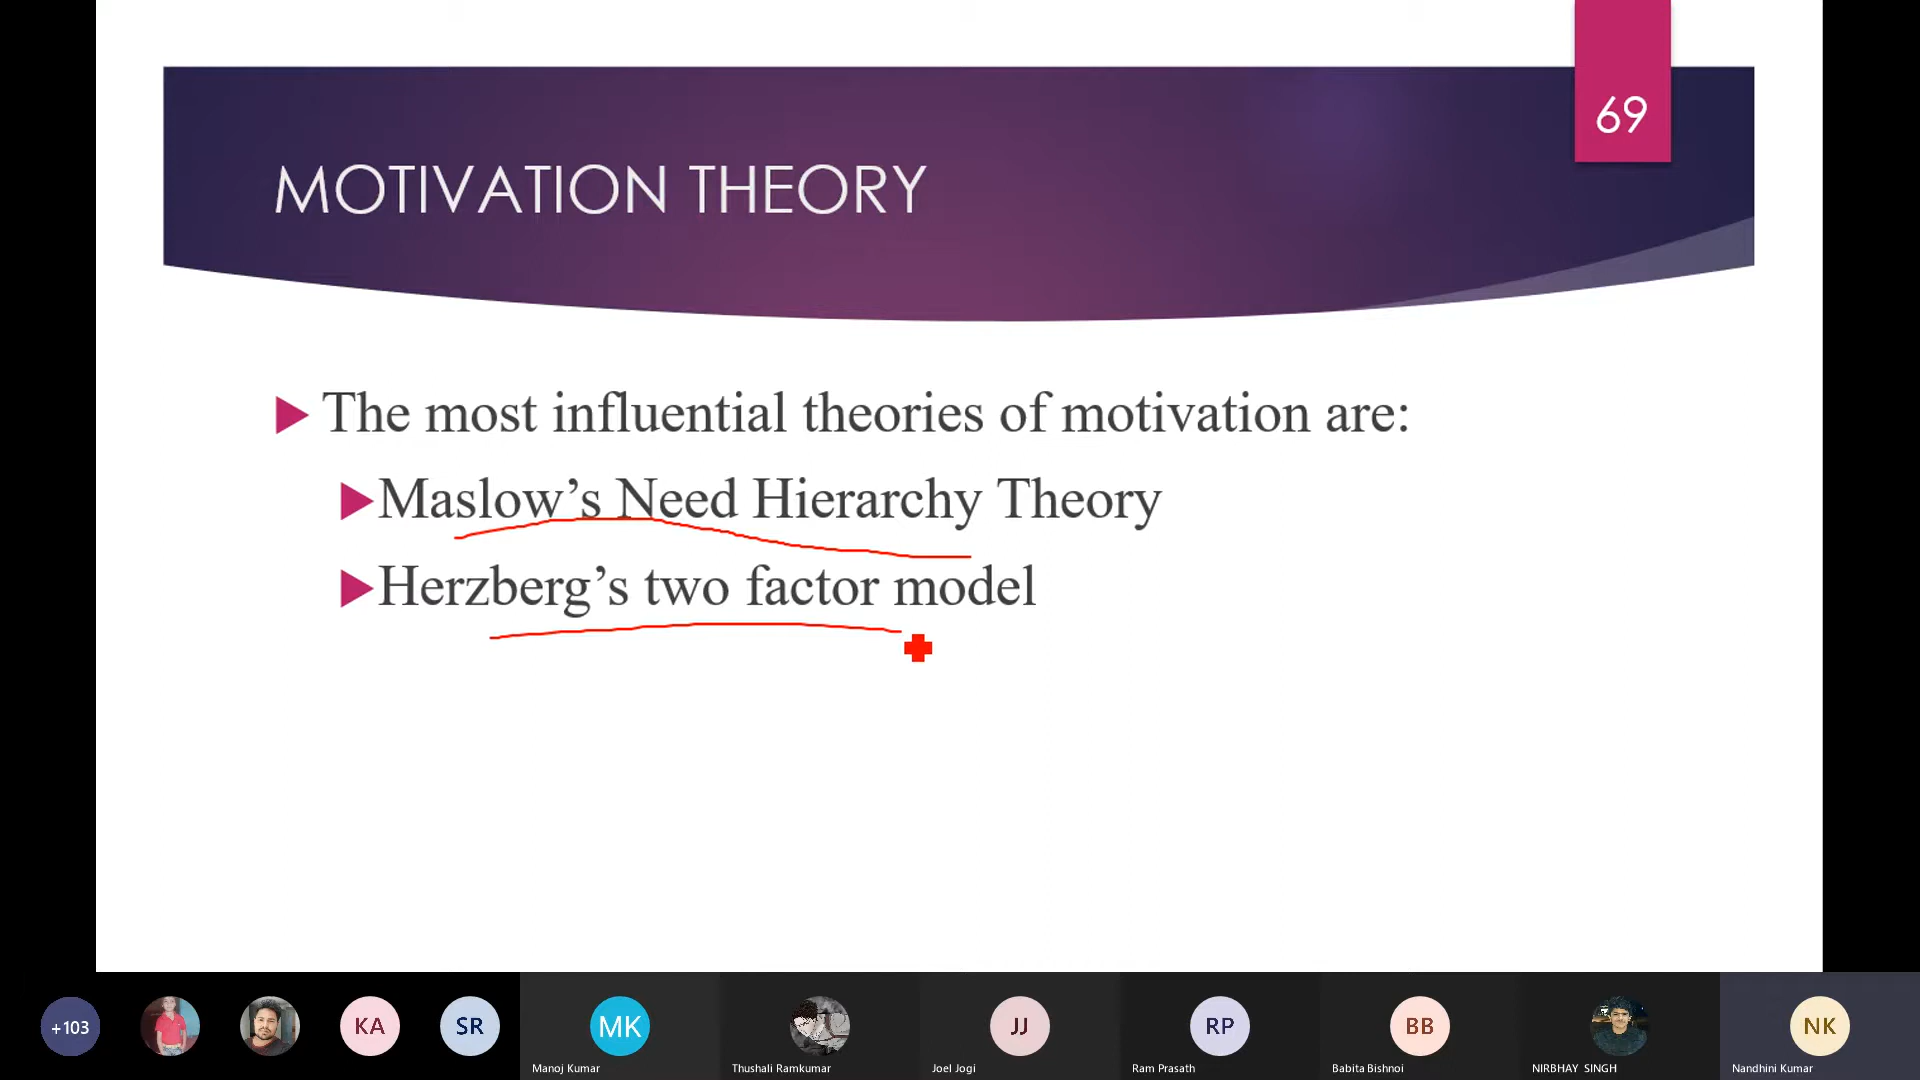 69
MOTIVATION THEORY
The most influential theories of motivation are:
Maslow’s Need Hierarchy Theory
Herzberg’s two factor model
+103
KA
SR
MK
JJ
RP
BB
NK
Manoj Kumar
Thushali Ramkumar
Joel Jogi
Ram Prasath
Babita Bishnoi
NIRBHAY SINGH
Nandhini Kumar